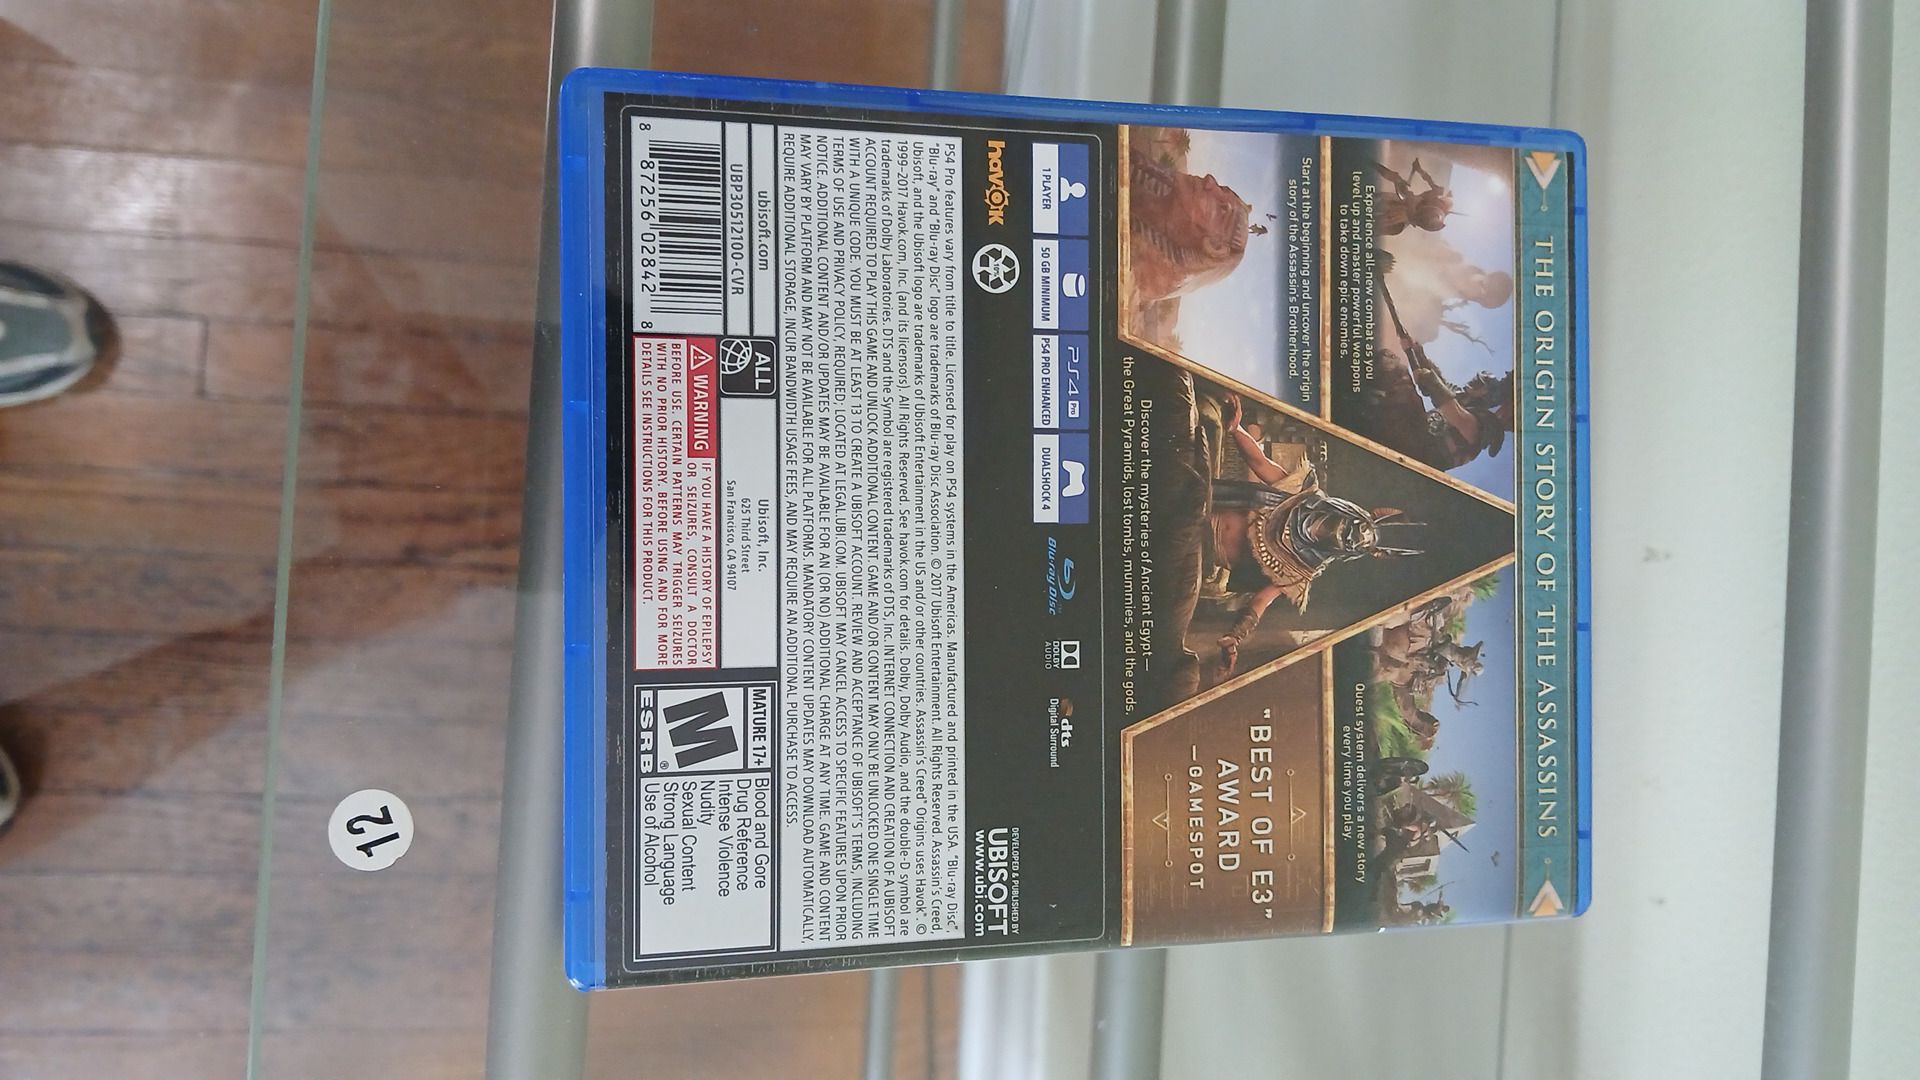 THE ORIGIN STORY OF THE ASSASSINS
Experience all-new combat as you
level up and master powerful weapons
to take down epic enemies.
Quest system delivers a new story
every time you play.
Start at the beginning and uncover the origin
story of the Assassin's Brotherhood.
"BEST OF E3"
AWARD
—GAMESPOT
Discover the mysteries of Ancient Egypt—
the Great Pyramids, lost tombs, mummies, and the gods.
1 PLAYER
50 GB MINIMUM
PS4 Pro
PS4 PRO ENHANCED
DUALSHOCK 4
Blu-ray Disc
DOLBY
AUDIO
dts
Digital Surround
havok
DEVELOPED & PUBLISHED BY
UBISOFT
www.ubi.com
PS4 Pro features vary from title to title. Licensed for play on PS4 systems in the Americas. Manufactured and printed in the USA. "Blu-ray Disc",
"Blu-ray" and "Blu-ray Disc" logo are trademarks of Blu-ray Disc Association. © 2017 Ubisoft Entertainment. All Rights Reserved. Assassin's Creed,
Ubisoft, and the Ubisoft logo are trademarks of Ubisoft Entertainment in the US and/or other countries. Assassin's Creed® Origins uses Havok®. ©
1999-2017 Havok.com, Inc. (and its licensors). All Rights Reserved. See havok.com for details. Dolby, Dolby Audio, and the double-D symbol are
trademarks of Dolby Laboratories. DTS and the Symbol are registered trademarks of DTS, Inc. INTERNET CONNECTION AND CREATION OF A UBISOFT
ACCOUNT REQUIRED TO PLAY THIS GAME AND UNLOCK ADDITIONAL CONTENT. GAME AND/OR CONTENT MAY ONLY BE UNLOCKED ONE SINGLE TIME
WITH A UNIQUE CODE. YOU MUST BE AT LEAST 13 TO CREATE A UBISOFT ACCOUNT. REVIEW AND ACCEPTANCE OF UBISOFT'S TERMS, INCLUDING
TERMS OF USE AND PRIVACY POLICY, REQUIRED; LOCATED AT LEGAL.UBI.COM. UBISOFT MAY CANCEL ACCESS TO SPECIFIC FEATURES UPON PRIOR
NOTICE. ADDITIONAL CONTENT AND/OR UPDATES MAY BE AVAILABLE FOR AN (OR NO) ADDITIONAL CHARGE AT ANY TIME. GAME AND CONTENT
MAY VARY BY PLATFORM AND MAY NOT BE AVAILABLE FOR ALL PLATFORMS. MANDATORY CONTENT UPDATES MAY DOWNLOAD AUTOMATICALLY,
REQUIRE ADDITIONAL STORAGE, INCUR BANDWIDTH USAGE FEES, AND MAY REQUIRE AN ADDITIONAL PURCHASE TO ACCESS.
ubisoft.com
UBP30512100-CVR
8 87256 02842 8
ALL
Ubisoft, Inc.
625 Third Street
San Francisco, CA 94107
WARNING
IF YOU HAVE A HISTORY OF EPILEPSY
OR SEIZURES, CONSULT A DOCTOR
BEFORE USE. CERTAIN PATTERNS MAY TRIGGER SEIZURES
WITH NO PRIOR HISTORY. BEFORE USING AND FOR MORE
DETAILS SEE INSTRUCTIONS FOR THIS PRODUCT.
MATURE 17+
M
ESRB
Blood and Gore
Drug Reference
Intense Violence
Nudity
Sexual Content
Strong Language
Use of Alcohol
12